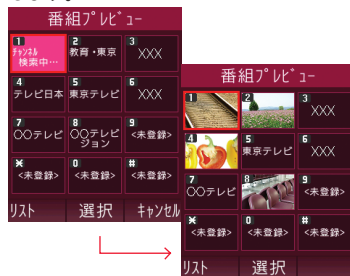 番組ﾌﾟﾚﾋﾞｭｰ
1 ﾁｬﾝﾈﾙ
検索中…
2 教育・東京
3 XXX
4 テレビ日本
5 東京テレビ
6 XXX
7 〇〇テレビ
8 〇〇テレビ
ジョン
9 <未登録>
* <未登録>
0 <未登録>
# <未登録>
リスト 選択 ｷｬﾝｾﾙ
番組ﾌﾟﾚﾋﾞｭｰ
1
2
3 XXX
4
5 東京テレビ
6 XXX
7 〇〇テレビ
8
9 <未登録>
* <未登録>
0 <未登録>
# <未登録>
リスト 選択